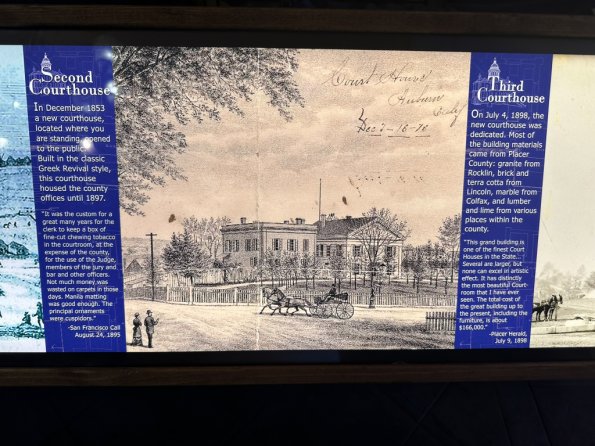 Second
Courthouse
In December 1853
a new courthouse,
located where you
are standing, opened
to the public.
Built in the classic
Greek Revival style,
this courthouse
housed the county
offices until 1897.
"It was the custom for a
great many years for the
clerk to keep a box of
fine-cut chewing tobacco
in the courtroom, at the
expense of the county,
for the use of the Judge,
members of the jury and
bar and other officers.
Not much money was
wasted on carpets in those
days. Manila matting
was good enough. The
principal ornaments
were cuspidors."
-San Francisco Call
August 24, 1895
Court House
Auburn
Dec 2-16-76
Third
Courthouse
On July 4, 1898, the
new courthouse was
dedicated. Most of
the building materials
came from Placer
County: granite from
Rocklin, brick and
terra cotta from
Lincoln, marble from
Colfax, and lumber
and lime from various
places within the
county.
"This grand building is
one of the finest Court
Houses in the State...
Several are larger, but
none can excel in artistic
effect. It has distinctly
the most beautiful Court-
room that I have ever
seen. The total cost of
the great building up to
the present, including the
furniture, is about
$166,000."
-Placer Herald,
July 9, 1898